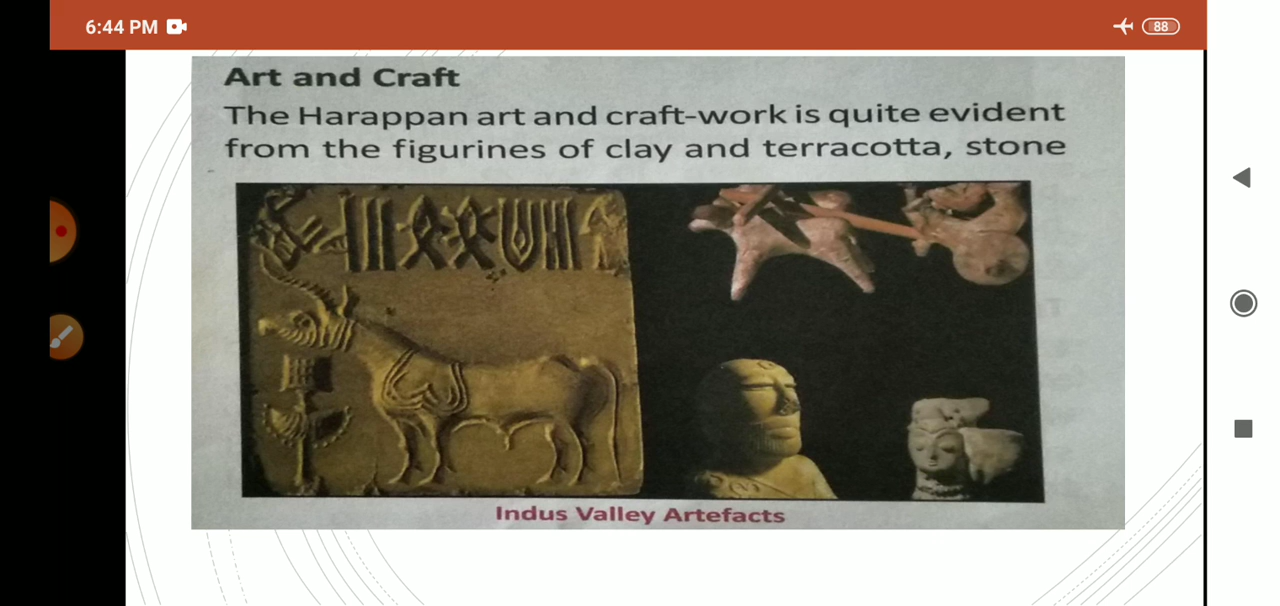 6:44 PM
88
Art and Craft
The Harappan art and craft-work is quite evident
from the figurines of clay and terracotta, stone
Indus Valley Artefacts